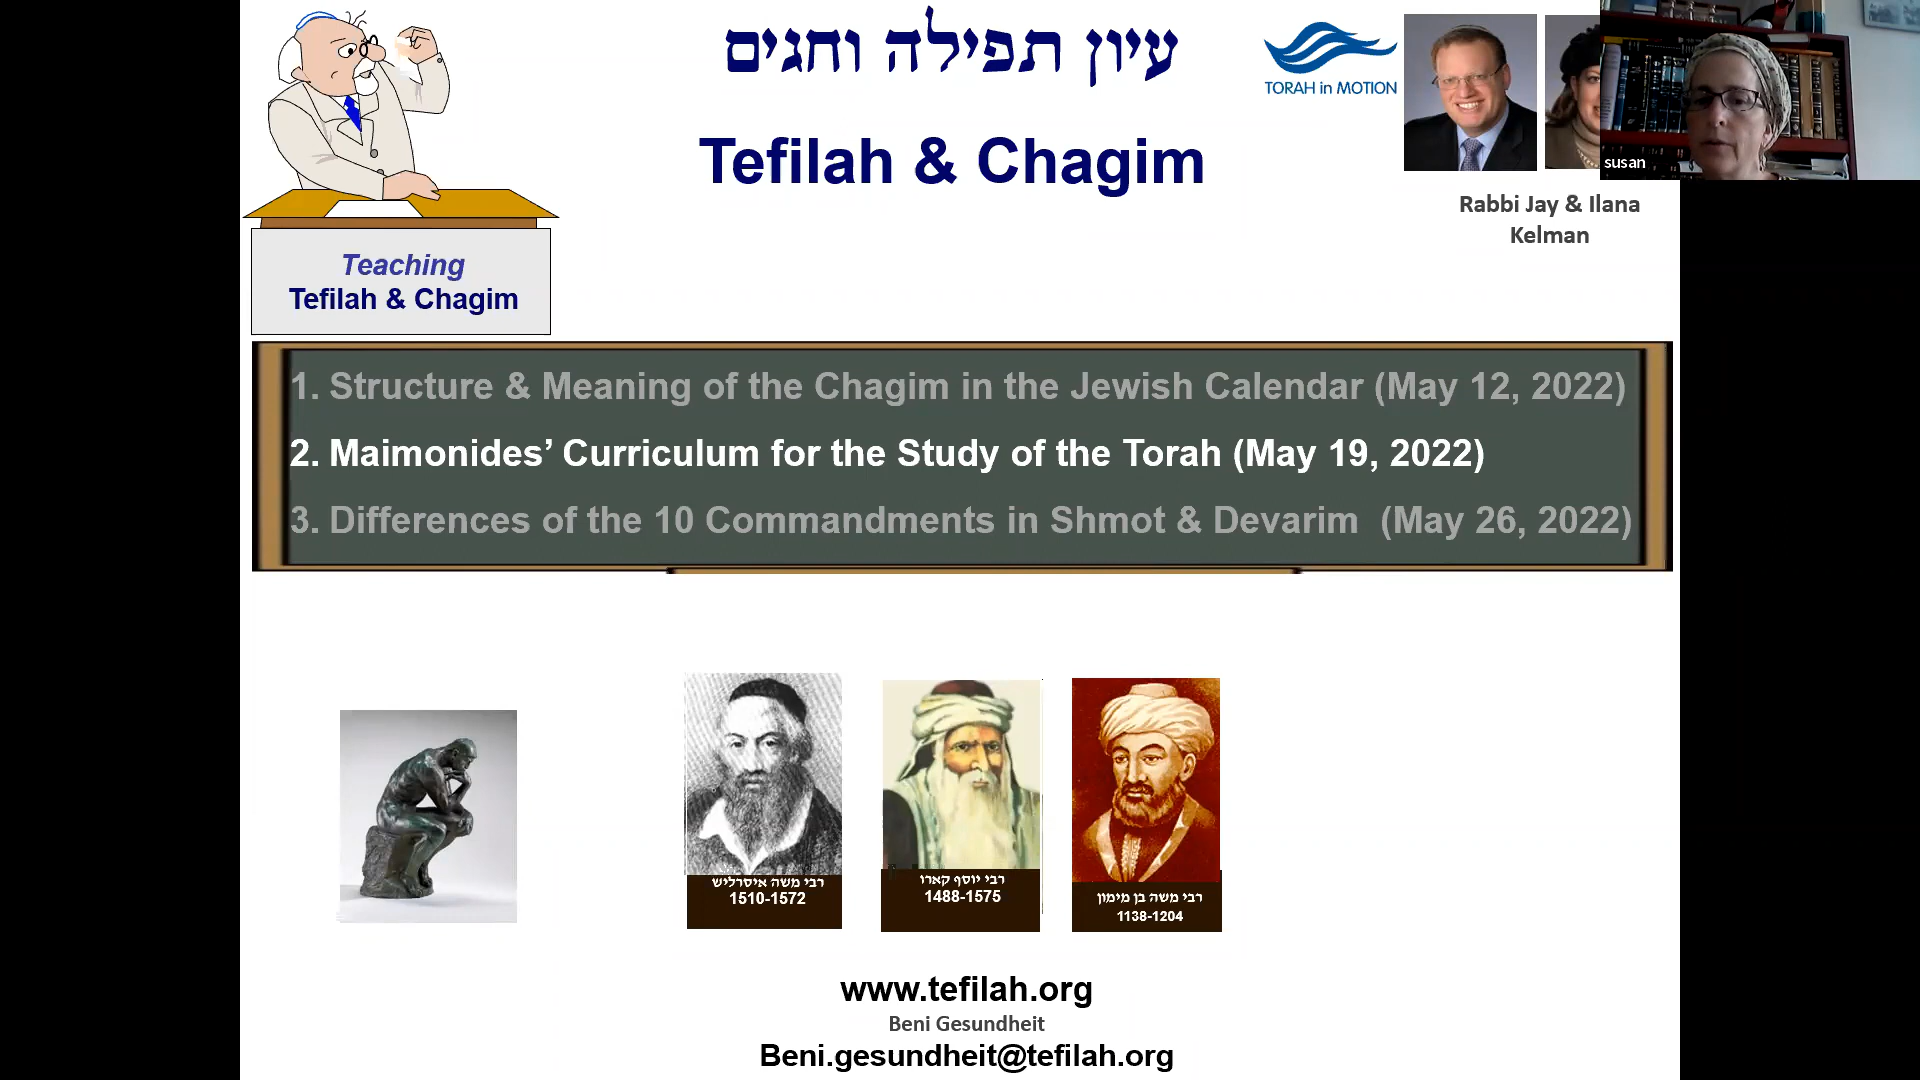 עיון תפילה וחגים
TORAH in MOTION
Tefilah & Chagim
susan
Rabbi Jay & Ilana
Kelman
Teaching
Tefilah & Chagim
1. Structure & Meaning of the Chagim in the Jewish Calendar (May 12, 2022)
2. Maimonides’ Curriculum for the Study of the Torah (May 19, 2022)
3. Differences of the 10 Commandments in Shmot & Devarim (May 26, 2022)
רבי משה איסרליש
1510-1572
רבי יוסף קארו
1488-1575
רבי משה בן מימון
1138-1204
www.tefilah.org
Beni Gesundheit
Beni.gesundheit@tefilah.org